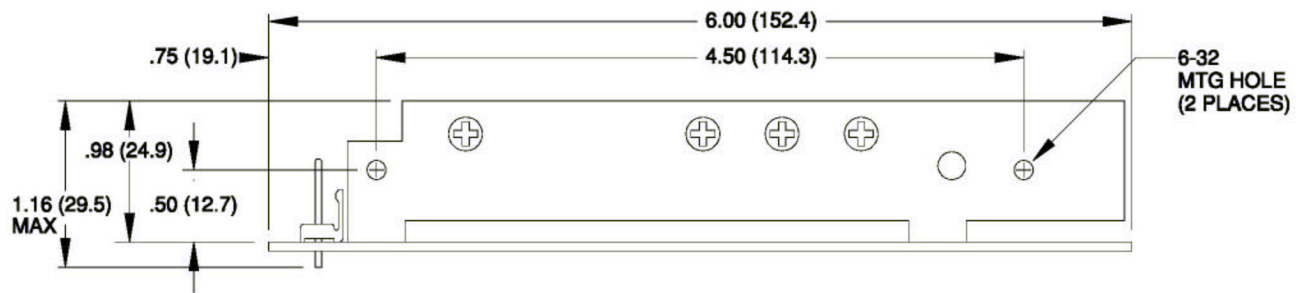 6.00 (152.4)
.75 (19.1)
4.50 (114.3)
6-32
MTG HOLE
(2 PLACES)
.98 (24.9)
1.16 (29.5)
MAX
.50 (12.7)